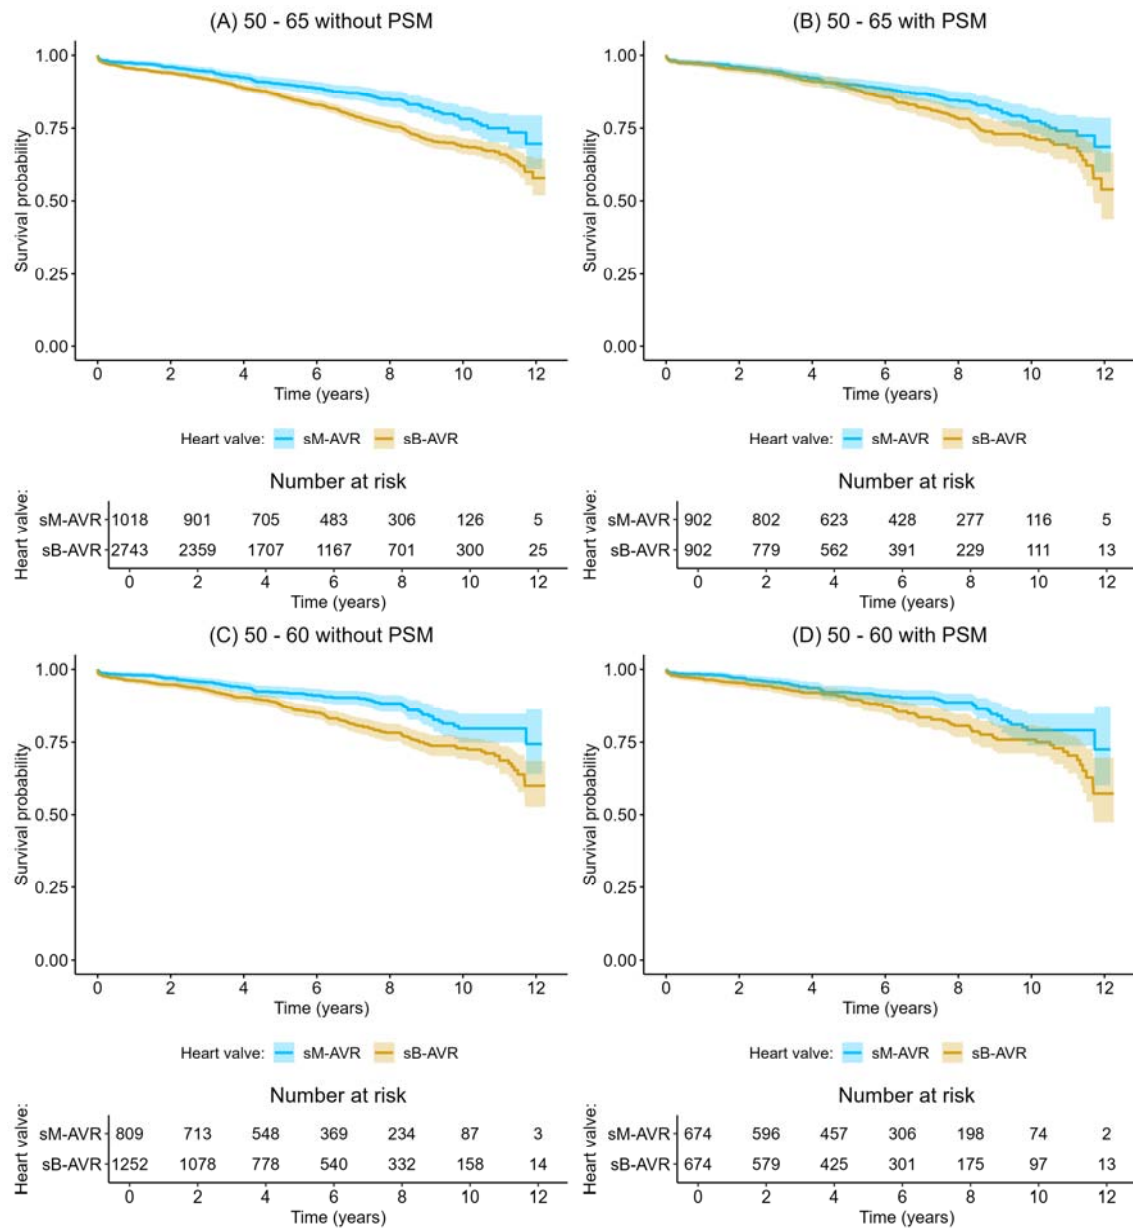 (A) 50 - 65 without PSM
Survival probability
1.00
0.75
0.50
0.25
0.00
0 2 4 6 8 10 12
Time (years)
Heart valve: sM-AVR sB-AVR
Number at risk
Heart valve:
sM-AVR 1018 901 705 483 306 126 5
sB-AVR 2743 2359 1707 1167 701 300 25
0 2 4 6 8 10 12
Time (years)
(B) 50 - 65 with PSM
Survival probability
1.00
0.75
0.50
0.25
0.00
0 2 4 6 8 10 12
Time (years)
Heart valve: sM-AVR sB-AVR
Number at risk
Heart valve:
sM-AVR 902 802 623 428 277 116 5
sB-AVR 902 779 562 391 229 111 13
0 2 4 6 8 10 12
Time (years)
(C) 50 - 60 without PSM
Survival probability
1.00
0.75
0.50
0.25
0.00
0 2 4 6 8 10 12
Time (years)
Heart valve: sM-AVR sB-AVR
Number at risk
Heart valve:
sM-AVR 809 713 548 369 234 87 3
sB-AVR 1252 1078 778 540 332 158 14
0 2 4 6 8 10 12
Time (years)
(D) 50 - 60 with PSM
Survival probability
1.00
0.75
0.50
0.25
0.00
0 2 4 6 8 10 12
Time (years)
Heart valve: sM-AVR sB-AVR
Number at risk
Heart valve:
sM-AVR 674 596 457 306 198 74 2
sB-AVR 674 579 425 301 175 97 13
0 2 4 6 8 10 12
Time (years)